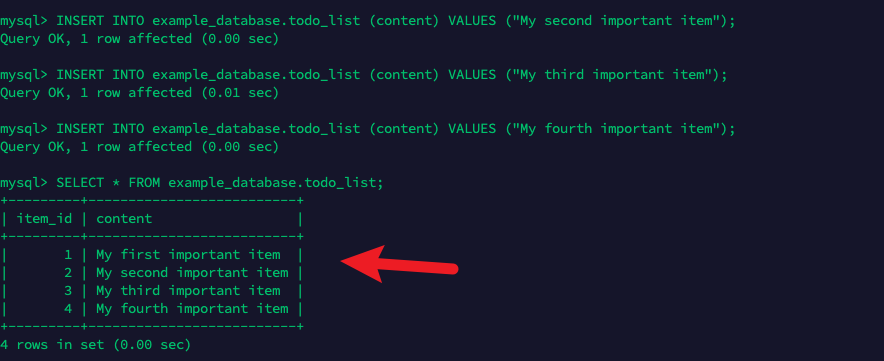 mysql> INSERT INTO example_database.todo_list (content) VALUES ("My second important item");
Query OK, 1 row affected (0.00 sec)
mysql> INSERT INTO example_database.todo_list (content) VALUES ("My third important item");
Query OK, 1 row affected (0.01 sec)
mysql> INSERT INTO example_database.todo_list (content) VALUES ("My fourth important item");
Query OK, 1 row affected (0.00 sec)
mysql> SELECT * FROM example_database.todo_list;
+---------+--------------------------+
| item_id | content                  |
+---------+--------------------------+
|       1 | My first important item  |
|       2 | My second important item |
|       3 | My third important item  |
|       4 | My fourth important item |
+---------+--------------------------+
4 rows in set (0.00 sec)